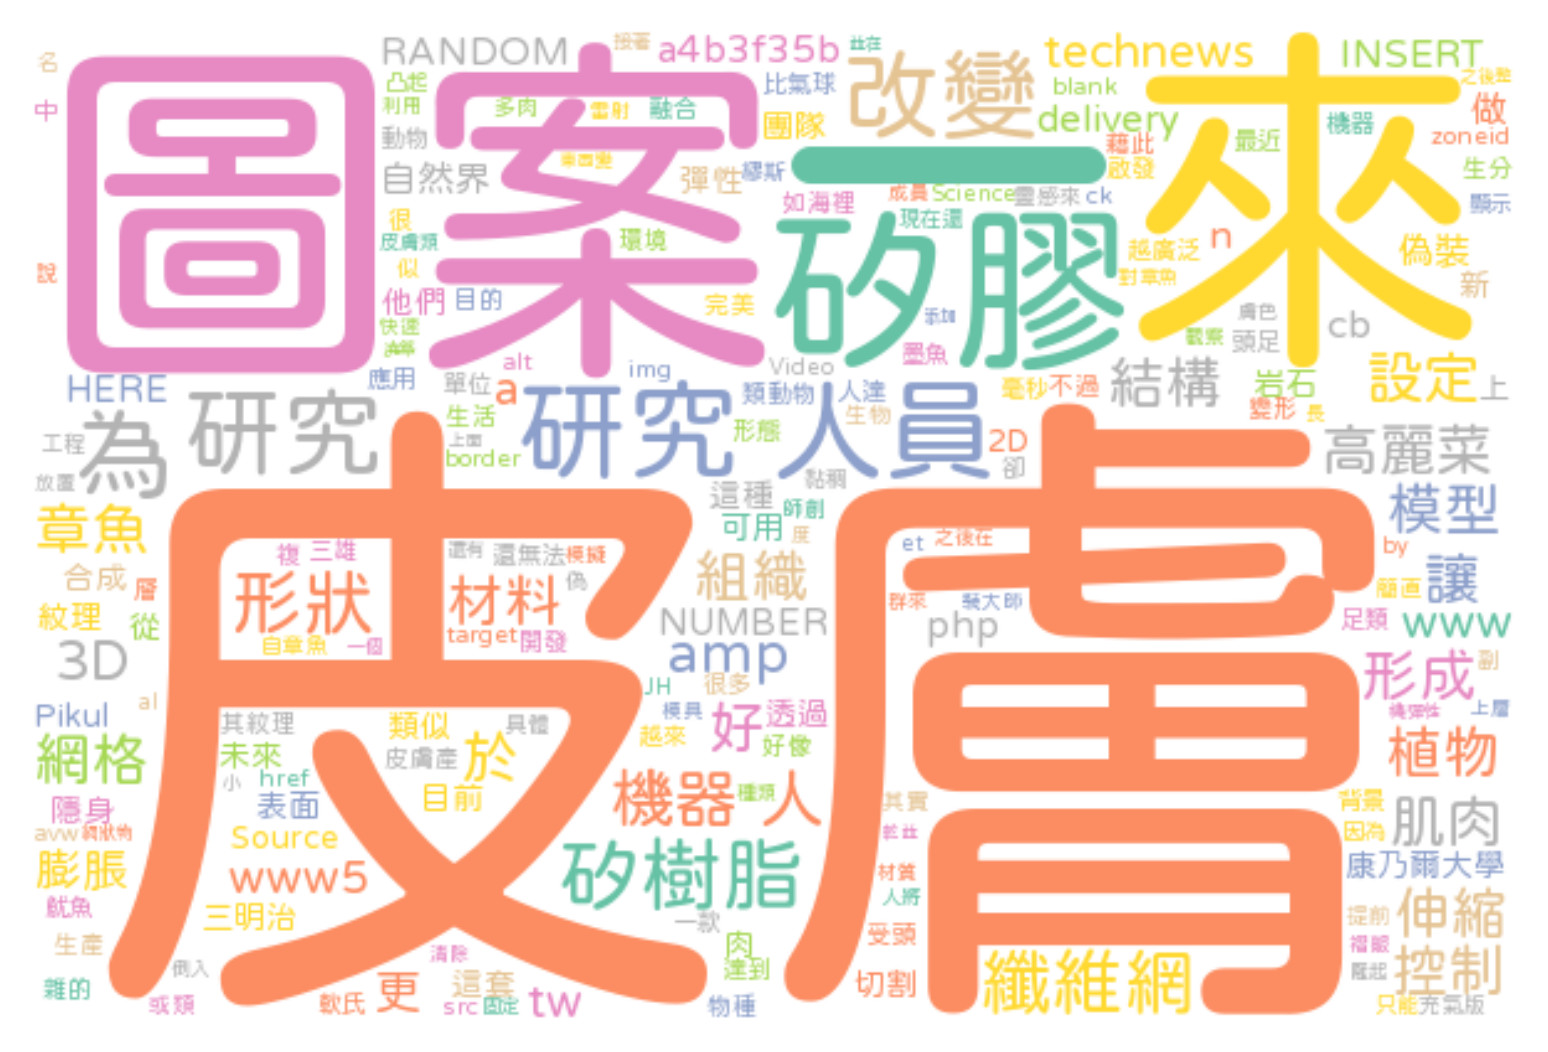 名
RANDOM
接著
a4b3f35b
改變
technews
INSERT
中
圖案
凸起
利用
多肉
雷射
融合
比氣球
blank
之後整
做
動物
團隊
delivery
機器
zoneid
自然界
彈性
繆斯
一
藉此
啟發
最近
來
生分
成員
Science
靈感來
ck
如海裡
現在還
顯示
很
皮膚類
環境
矽膠
越廣泛
n
偽裝
說
似
對章魚
新
他們
目的
完美
添加
膚色
cb
快速
墨魚
觀察
頭足
alt
img
Video
HERE
應用
單位
a
類動物
人達
毫秒
不過
結構
岩石
設定
上
為
研究
生活
研究
人員
生物
變形
長
工程
上面
border
形態
2D
卻
高麗菜
放置
黏稠
章魚
皮膚
這種
師創
可用
度
模型
複
三雄
還有
還無法
模擬
et
之後在
by
合成
層
形狀
材料
偽
組織
簡直
讓
紋理
從
群來
裝大師
NUMBER
php
足類
www
自章魚
一個
target
開發
3D
amp
形成
副
al
JH
很多
Pikul
其紋理
類似
具體
模具
好
透過
上層
網格
未來
皮膚產
於
越來
好像
植物
小
href
目前
機器
種類
人
隱身
表面
其實
背景
avw
Source
因為
肌肉
膨脹
www5
矽樹脂
材質
康乃爾大學
魷魚
三明治
人將
一款
提前
伸縮
生產
清除
肉
受頭
褶皺
倒入
達到
隆起
控制
雜的
這套
切割
纖維網
或類
歐氏
更
src
固定
tw
物種
只能
充氣版